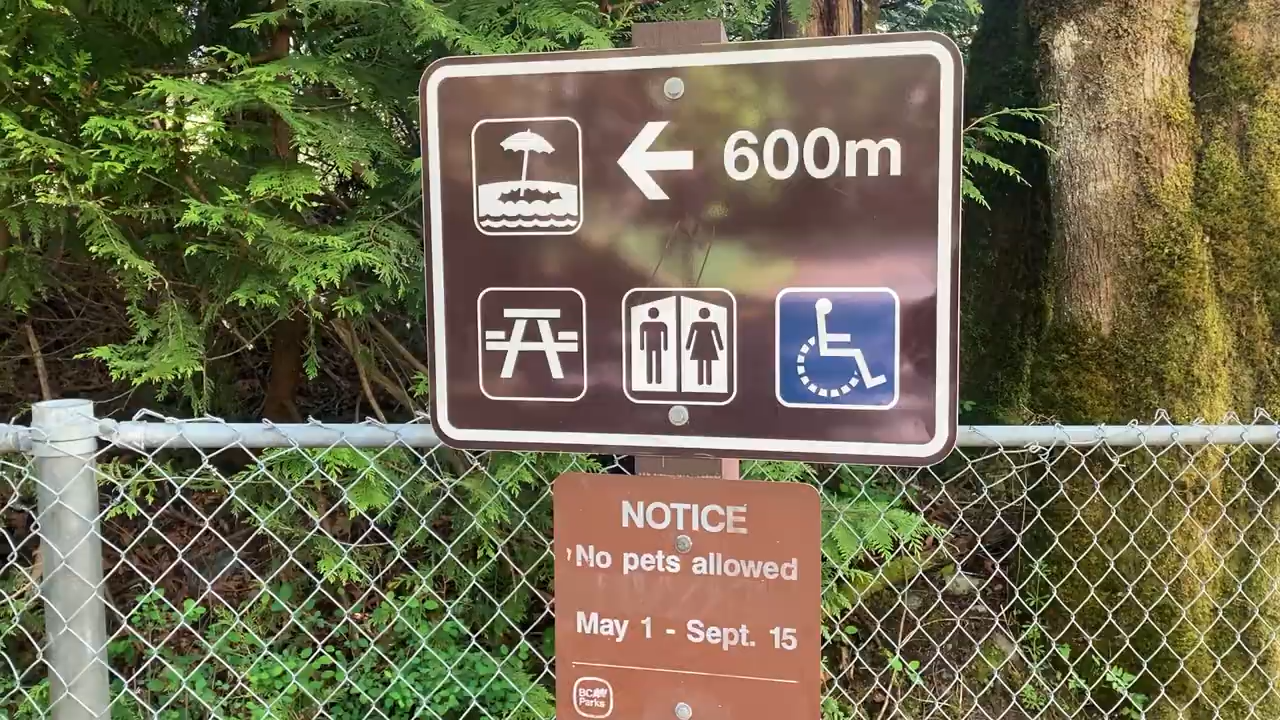 600m
NOTICE
No pets allowed
May 1 - Sept. 15
BC
Parks